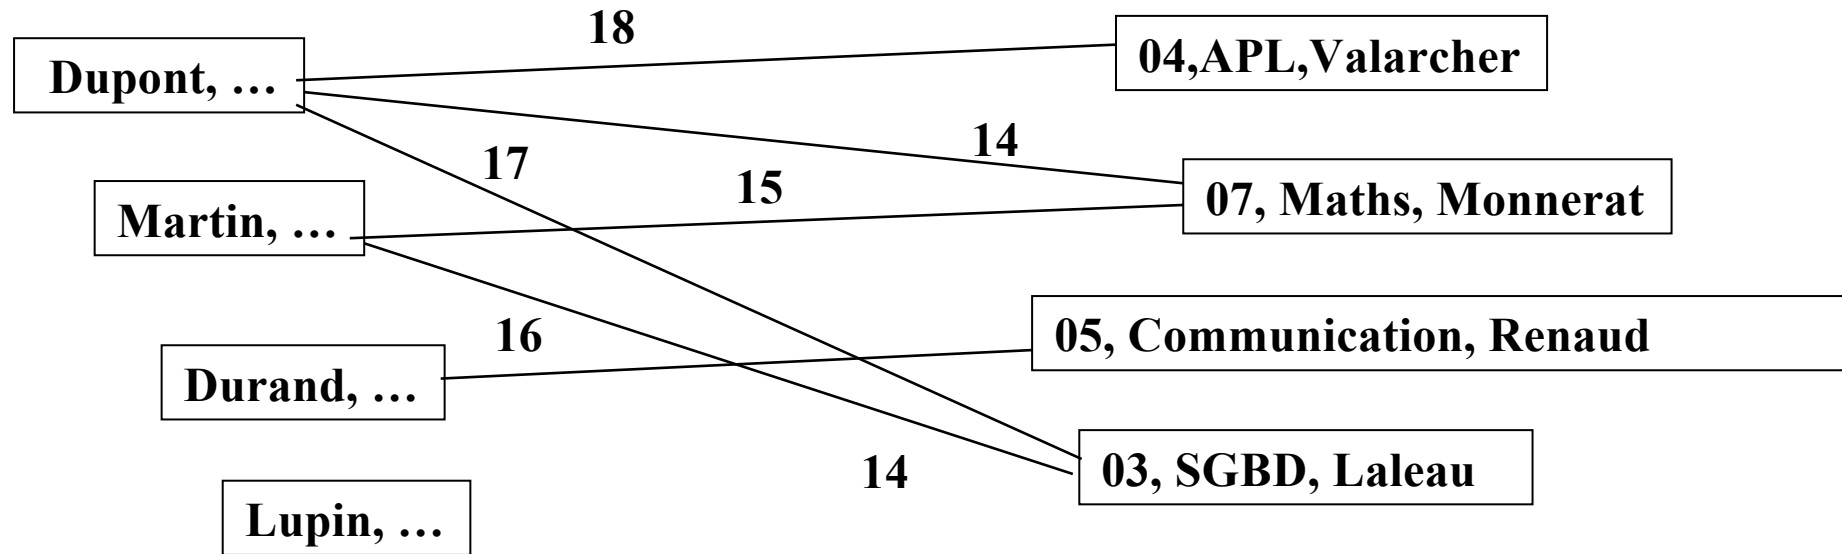 18
04,APL,Valarcher
Dupont, …
14
17
15
07, Maths, Monnerat
Martin, …
16
05, Communication, Renaud
Durand, …
14
03, SGBD, Laleau
Lupin, …